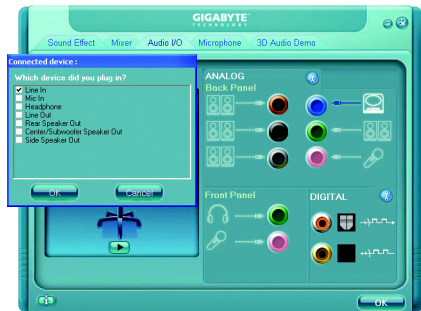 GIGABYTE
TECHNOLOGY
Sound Effect
Mixer
Audio I/O
Microphone
3D Audio Demo
Connected device :
Which device did you plug in?
Line In
Mic In
Headphone
Line Out
Rear Speaker Out
Center/Subwoofer Speaker Out
Side Speaker Out
OK
Cancel
ANALOG
Back Panel
Front Panel
DIGITAL
OK